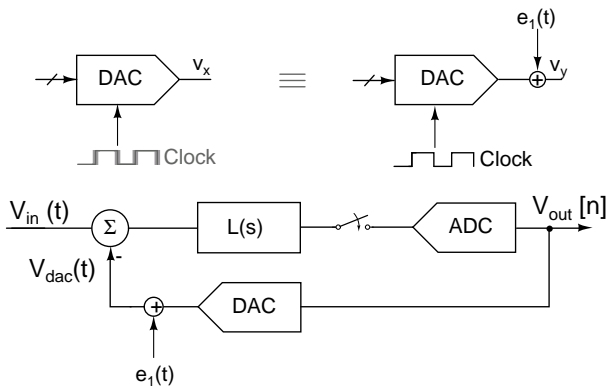 e₁(t)
DAC vₓ ≡ DAC v_y
Clock Clock
V_in (t) Σ L(s) ADC V_out [n]
-
V_dac(t)
DAC
e₁(t)